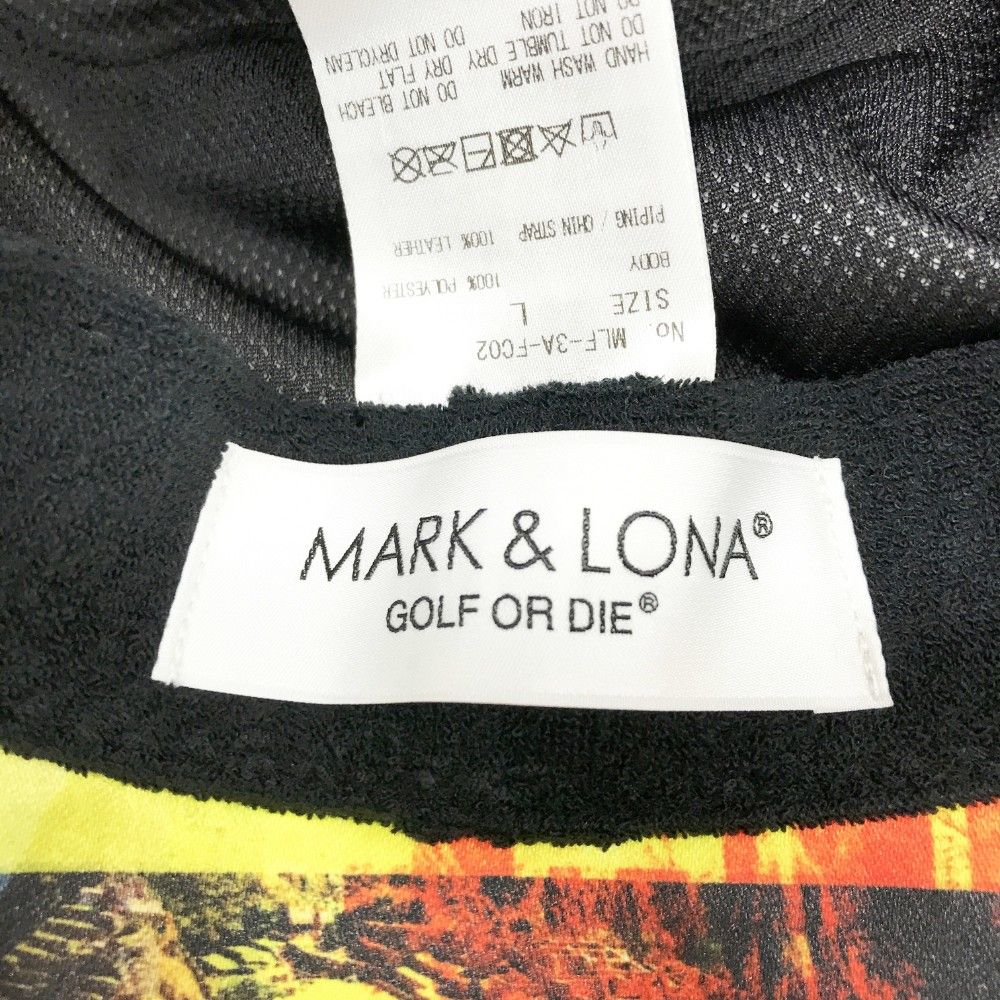 MARK & LONA®
GOLF OR DIE®
No. MLF-3A-FC02
SIZE L
BODY 100% POLYESTER
PIPING / CHIN STRAP 100% LEATHER
HAND WASH WARM DO NOT BLEACH
DO NOT TUMBLE DRY DRY FLAT
DO NOT IRON DO NOT DRYCLEAN